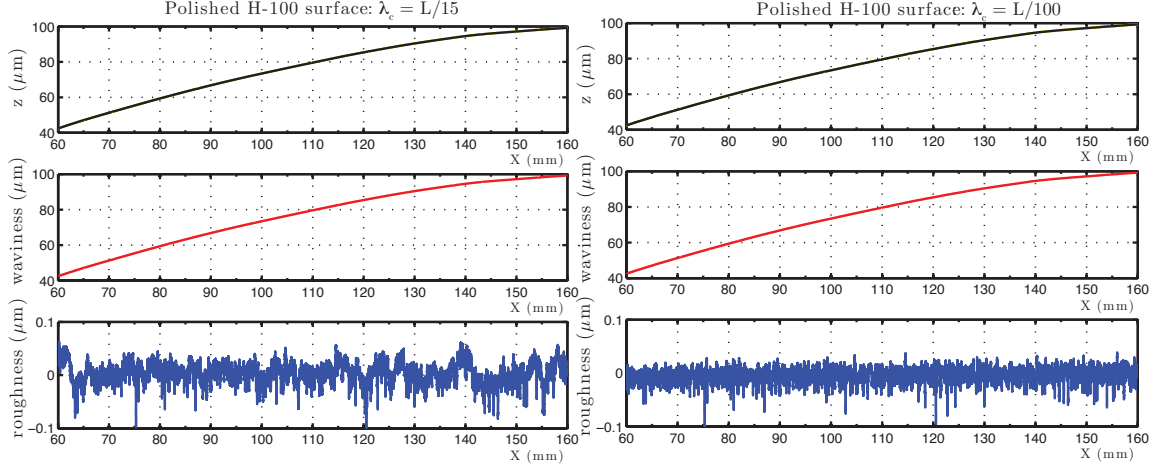 Polished H-100 surface: λc = L/15
z (μm)
100
80
60
40
60 70 80 90 100 110 120 130 140 150 160
X (mm)
waviness (μm)
100
80
60
40
60 70 80 90 100 110 120 130 140 150 160
X (mm)
roughness (μm)
0.1
0
−0.1
60 70 80 90 100 110 120 130 140 150 160
X (mm)
Polished H-100 surface: λc = L/100
z (μm)
100
80
60
40
60 70 80 90 100 110 120 130 140 150 160
X (mm)
waviness (μm)
100
80
60
40
60 70 80 90 100 110 120 130 140 150 160
X (mm)
roughness (μm)
0.1
0
−0.1
60 70 80 90 100 110 120 130 140 150 160
X (mm)